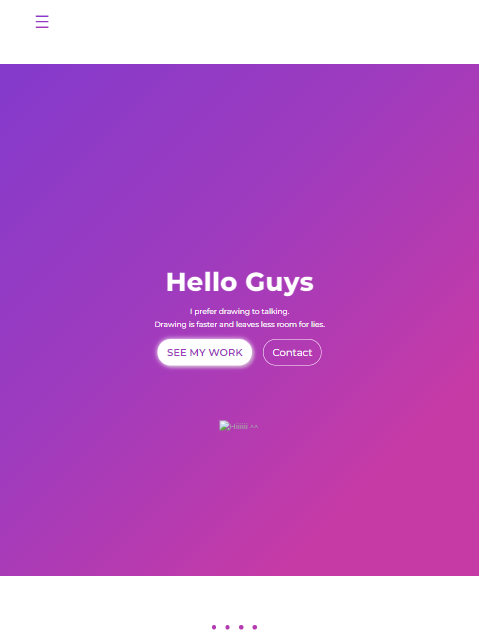 Hello Guys
I prefer drawing to talking.
Drawing is faster and leaves less room for lies.
SEE MY WORK
Contact
^^